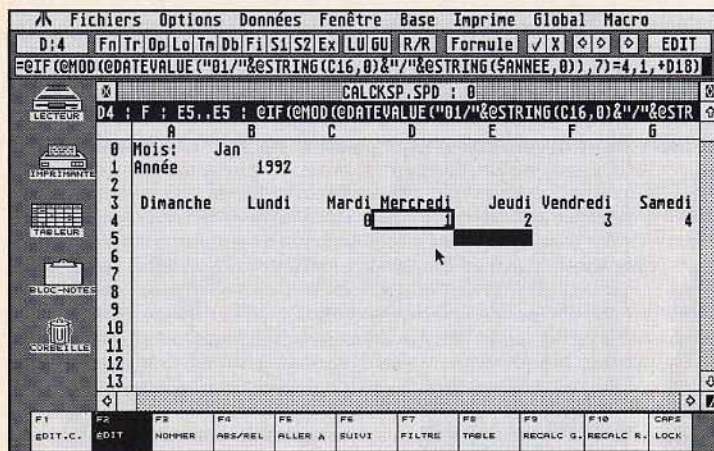 Fichiers Options Données Fenêtre Base Imprime Global Macro
D:4 Fn Tr Op Lo Tm Db Fi S1 S2 Ex LU GU R/R Formule √ X EDIT
=@IF(@MOD(@DATEVALUE("01/"&@STRING(C16,0)&"/"&@STRING($ANNEE,0)),7)=4,1,+D18)
CALCKSP.SPD : 0
D4 : F : E5..E5 : @IF(@MOD(@DATEVALUE("01/"&@STRING(C16,0)&"/"&@STR
LECTEUR
IMPRIMANTE
TABLEUR
BLOC-NOTES
CORBEILLE
A B C D E F G
0 Mois: Jan
1 Année 1992
2
3 Dimanche Lundi Mardi Mercredi Jeudi Vendredi Samedi
4 0 1 2 3 4
5
6
7
8
9
10
11
12
13
F1 F2 F3 F4 F5 F6 F7 F8 F9 F10 CAPS
EDIT.C. EDIT NOMMER ABS/REL ALLER A SUIVI FILTRE TABLE RECALC G. RECALC R. LOCK